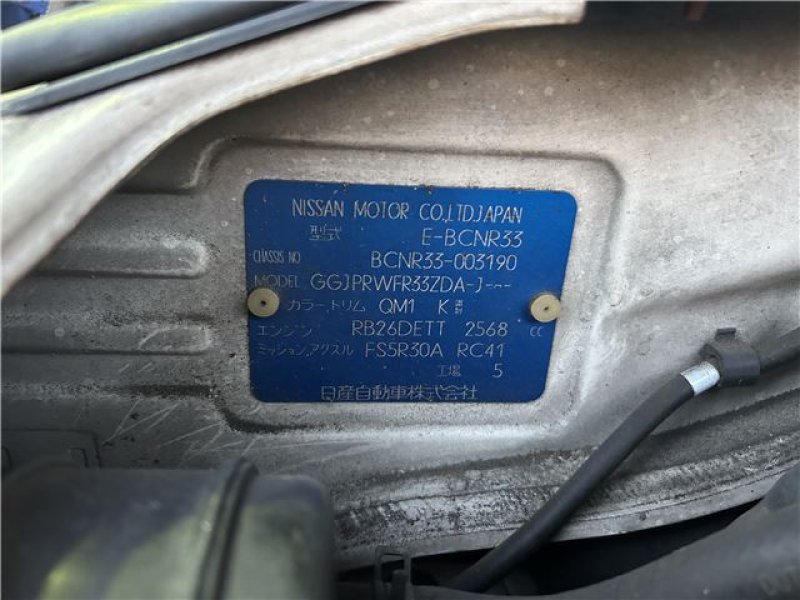 NISSAN MOTOR CO.,LTD.JAPAN
型式 E-BCNR33
CHASSIS NO BCNR33-003190
MODEL GGJPRWFR33ZDA-J---
カラー,トリム QM1 K
エンジン RB26DETT 2568 cc
ミッション,アクスル FS5R30A RC41
工場 5
日産自動車株式会社